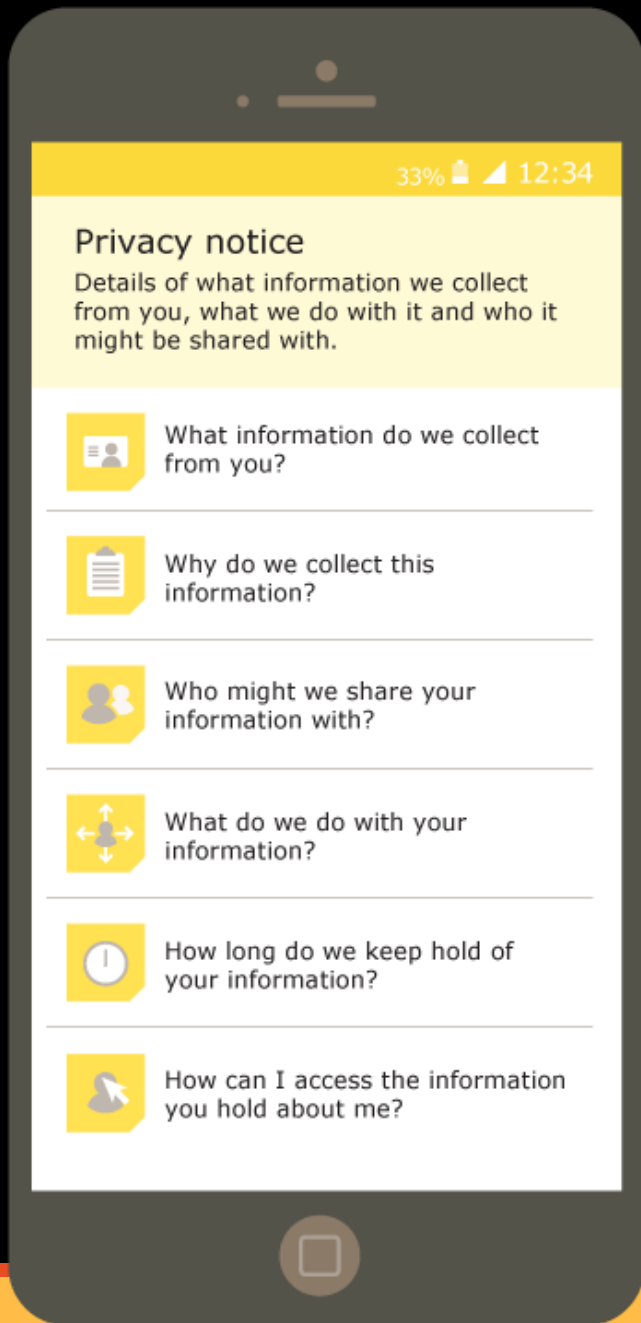 33% 12:34
Privacy notice
Details of what information we collect
from you, what we do with it and who it
might be shared with.
What information do we collect
from you?
Why do we collect this
information?
Who might we share your
information with?
What do we do with your
information?
How long do we keep hold of
your information?
How can I access the information
you hold about me?